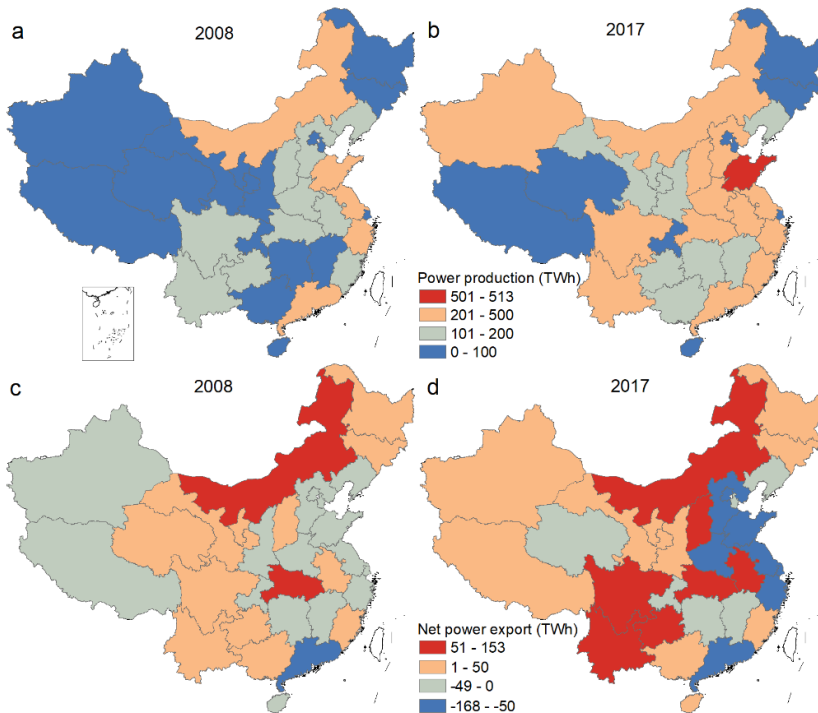 a
2008
b
2017
Power production (TWh)
501 - 513
201 - 500
101 - 200
0 - 100
c
2008
d
2017
Net power export (TWh)
51 - 153
1 - 50
-49 - 0
-168 - -50